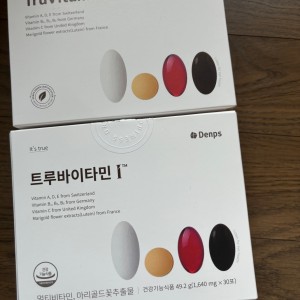 Truvitamin
Vitamin A, D, E from Switzerland
Vitamin B₁, B₂, B₆ from Germany
Vitamin C from United Kingdom
Marigold flower extract(Lutein) from France
It's true
Denps
트루바이타민 I™
Vitamin A, D, E from Switzerland
Vitamin B₁, B₂, B₆ from Germany
Vitamin C from United Kingdom
Marigold flower extract(Lutein) from France
멀티비타민, 마리골드꽃추출물 | 건강기능식품 49.2 g(1,640 mg × 30포)